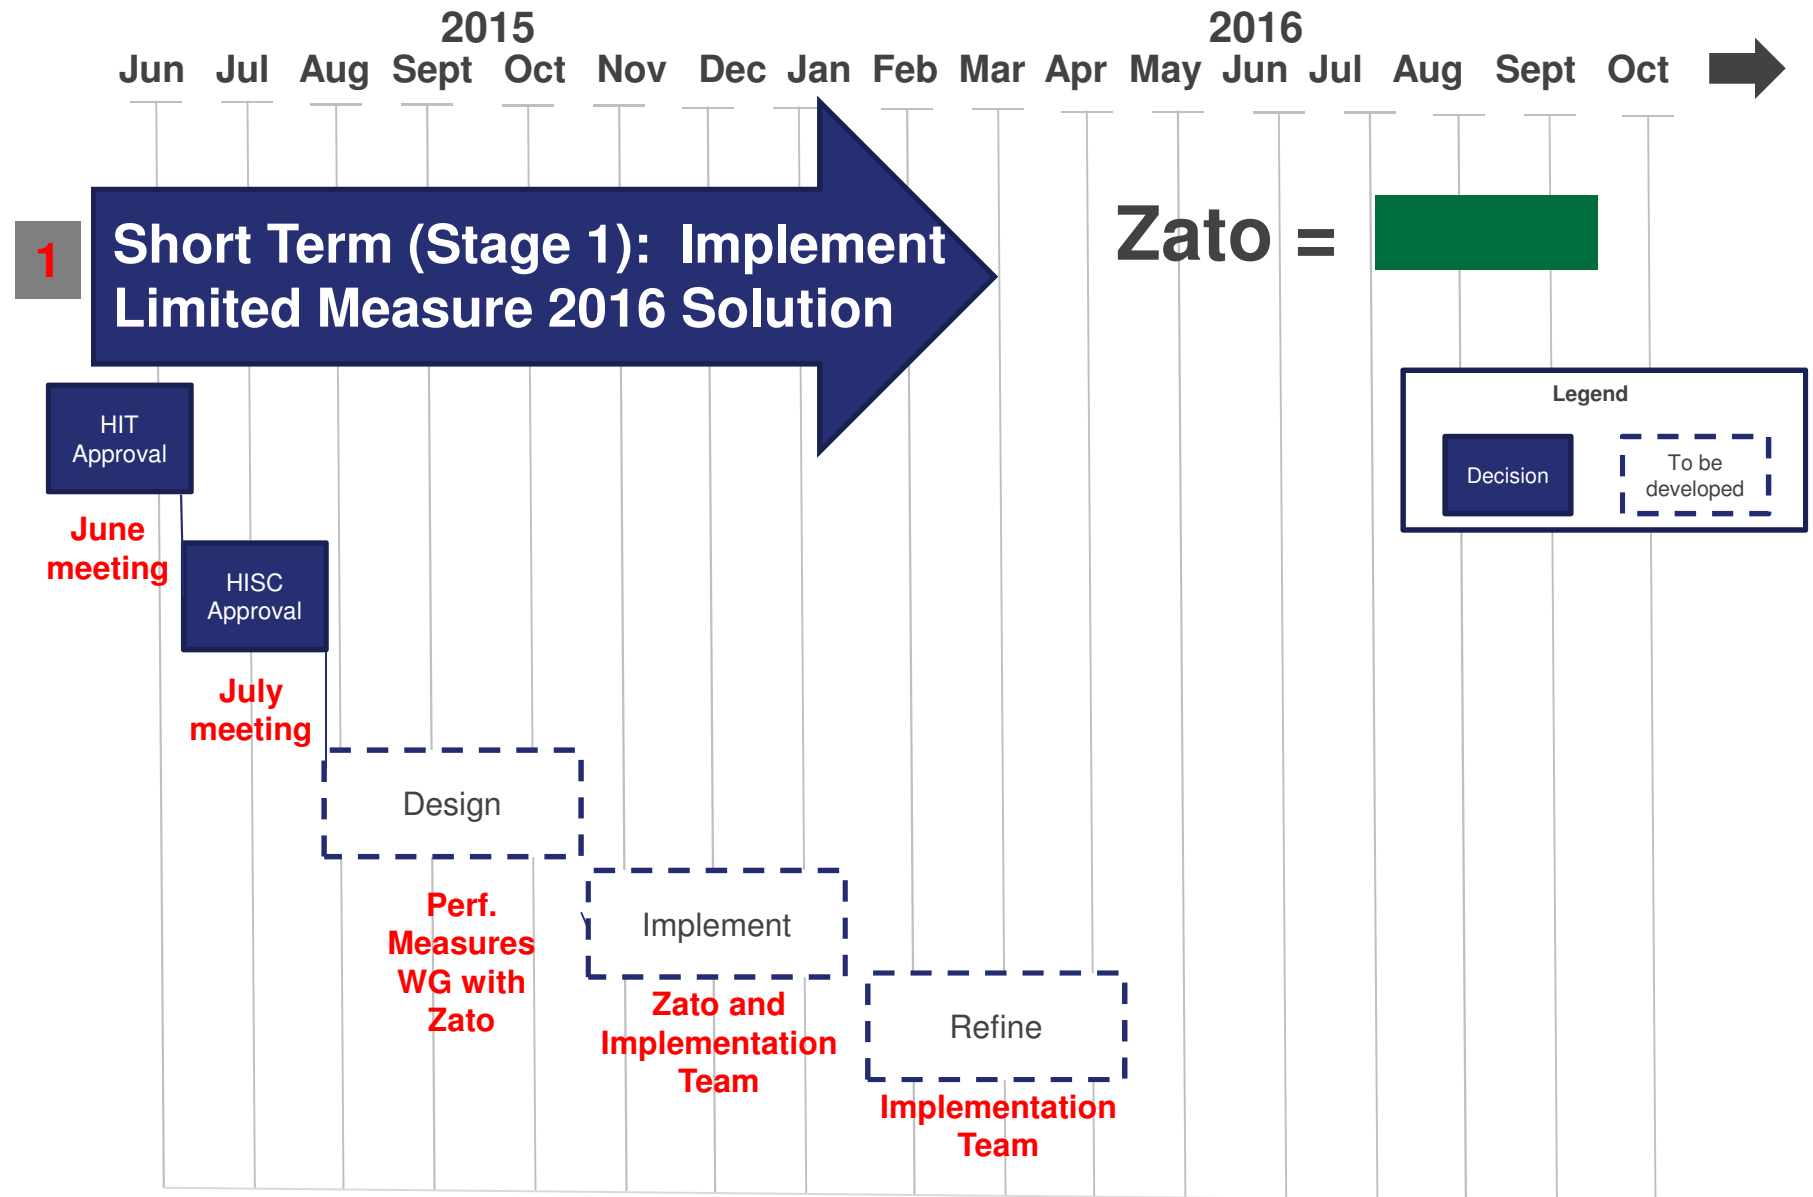 2015 2016
Jun Jul Aug Sept Oct Nov Dec Jan Feb Mar Apr May Jun Jul Aug Sept Oct
1
Short Term (Stage 1): Implement
Limited Measure 2016 Solution
Zato =
HIT
Approval
June
meeting
HISC
Approval
July
meeting
Legend
Decision
To be
developed
Design
Perf.
Measures
WG with
Zato
Implement
Zato and
Implementation
Team
Refine
Implementation
Team